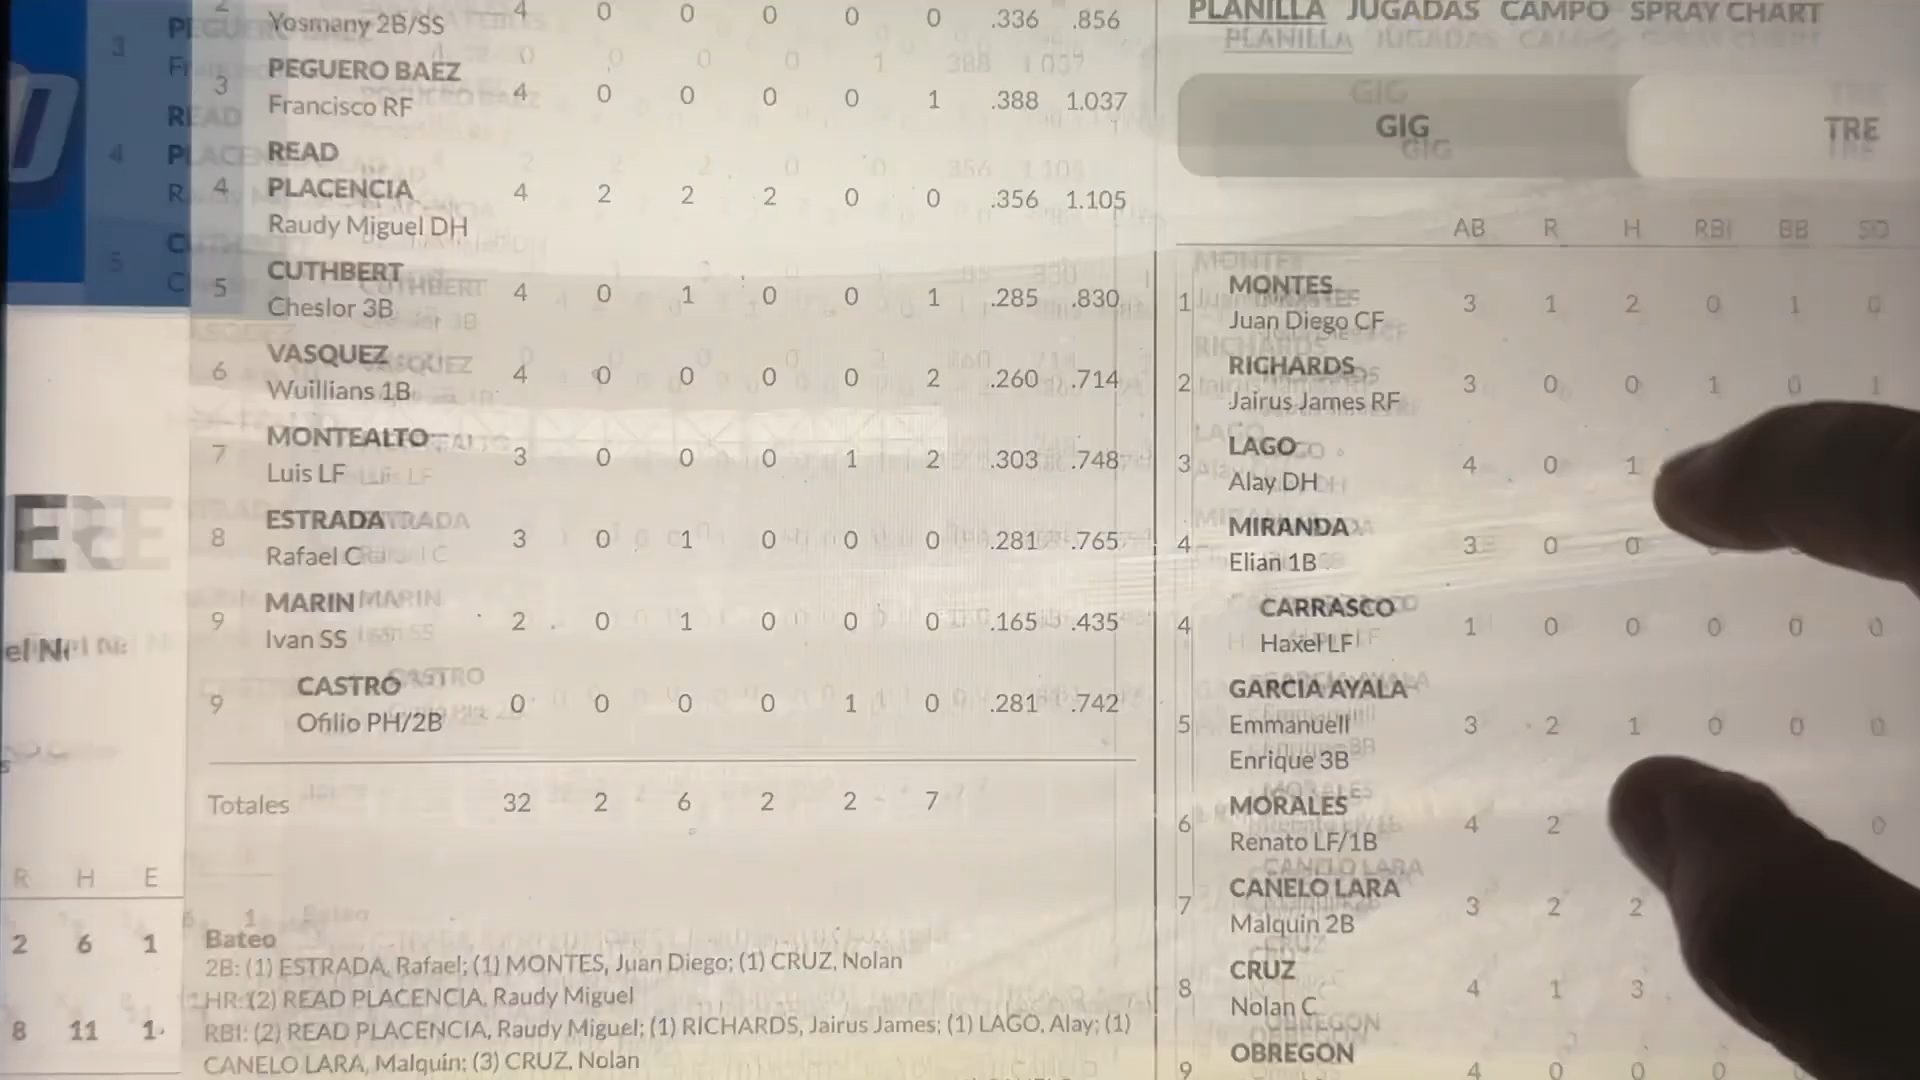 2 Yosmany 2B/SS 4 0 0 0 0 0 .336 .856
3 PEGUERO BAEZ
Francisco RF 4 0 0 0 0 1 .388 1.037
READ
4 PLACENCIA 4 2 2 2 0 0 .356 1.105
Raudy Miguel DH
5 CUTHBERT
Cheslor 3B 4 0 1 0 0 1 .285 .830
6 VASQUEZ
Wuillians 1B 4 0 0 0 0 2 .260 .714
7 MONTEALTO
Luis LF 3 0 0 0 1 2 .303 .748
8 ESTRADA
Rafael C 3 0 1 0 0 0 .281 .765
9 MARIN
Ivan SS 2 0 1 0 0 0 .165 .435
9 CASTRO
Ofilio PH/2B 0 0 0 0 1 0 .281 .742
Totales 32 2 6 2 2 7
R H E
2 6 1
8 11 1
Bateo
2B: (1) ESTRADA, Rafael; (1) MONTES, Juan Diego; (1) CRUZ, Nolan
HR: (2) READ PLACENCIA, Raudy Miguel
RBI: (2) READ PLACENCIA, Raudy Miguel; (1) RICHARDS, Jairus James; (1) LAGO, Alay; (1)
CANELO LARA, Malquin; (3) CRUZ, Nolan
PLANILLA JUGADAS CAMPO SPRAY CHART
GIG TRE
AB R H RBI BB SO
1 MONTES
Juan Diego CF 3 1 2 0 1 0
2 RICHARDS
Jairus James RF 3 0 0 1 0 1
3 LAGO
Alay DH 4 0 1
4 MIRANDA
Elian 1B 3 0 0
4 CARRASCO
Haxel LF 1 0 0 0 0 0
GARCIA AYALA
5 Emmanuell 3 2 1 0 0 0
Enrique 3B
6 MORALES
Renato LF/1B 4 2 0
7 CANELO LARA
Malquin 2B 3 2 2
8 CRUZ
Nolan C 4 1 3
9 OBREGON
4 0 0 0